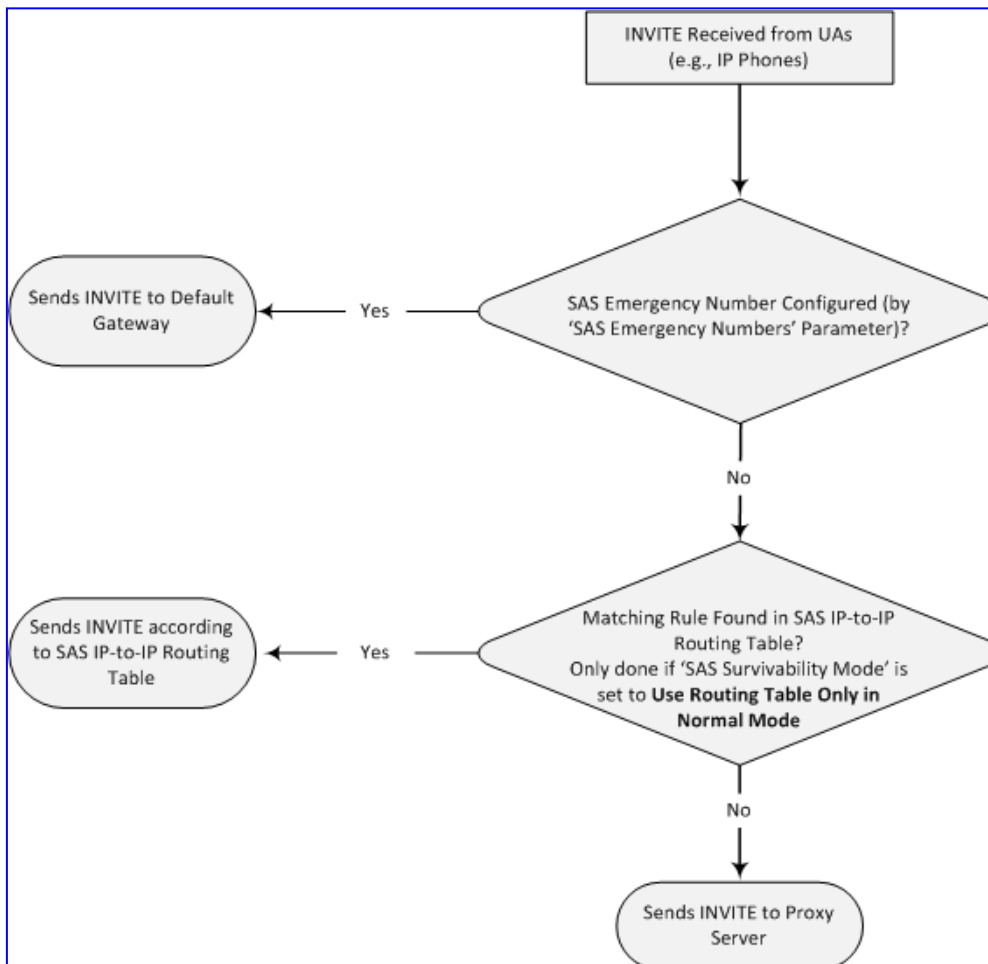 INVITE Received from UAs
(e.g., IP Phones)
SAS Emergency Number Configured (by
‘SAS Emergency Numbers’ Parameter)?
Yes
Sends INVITE to Default
Gateway
No
Matching Rule Found in SAS IP-to-IP
Routing Table?
Only done if ‘SAS Survivability Mode’ is
set to Use Routing Table Only in
Normal Mode
Yes
Sends INVITE according
to SAS IP-to-IP Routing
Table
No
Sends INVITE to Proxy
Server